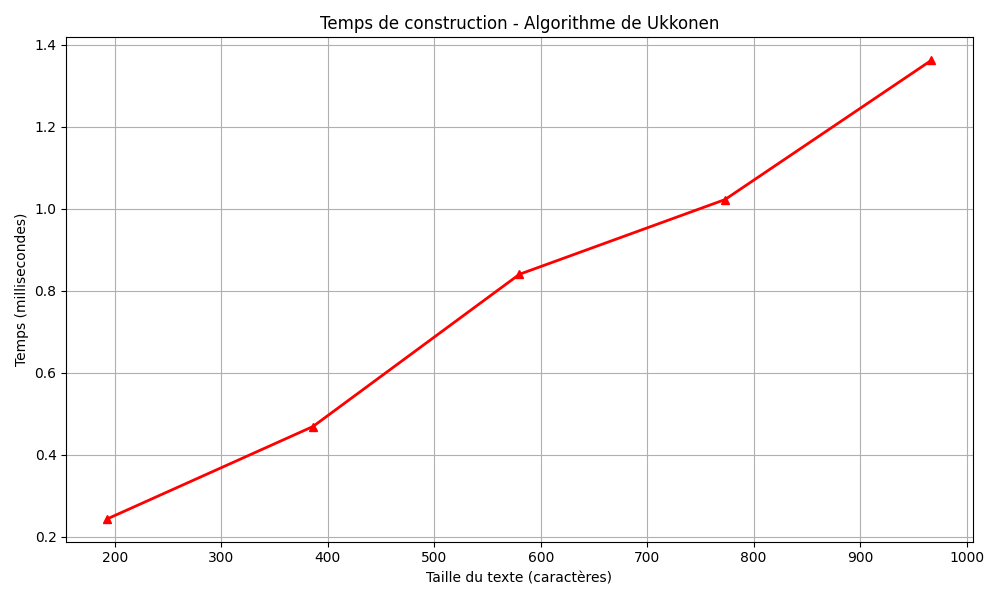 Temps de construction - Algorithme de Ukkonen
Temps (millisecondes)
1.4
1.2
1.0
0.8
0.6
0.4
0.2
200 300 400 500 600 700 800 900 1000
Taille du texte (caractères)